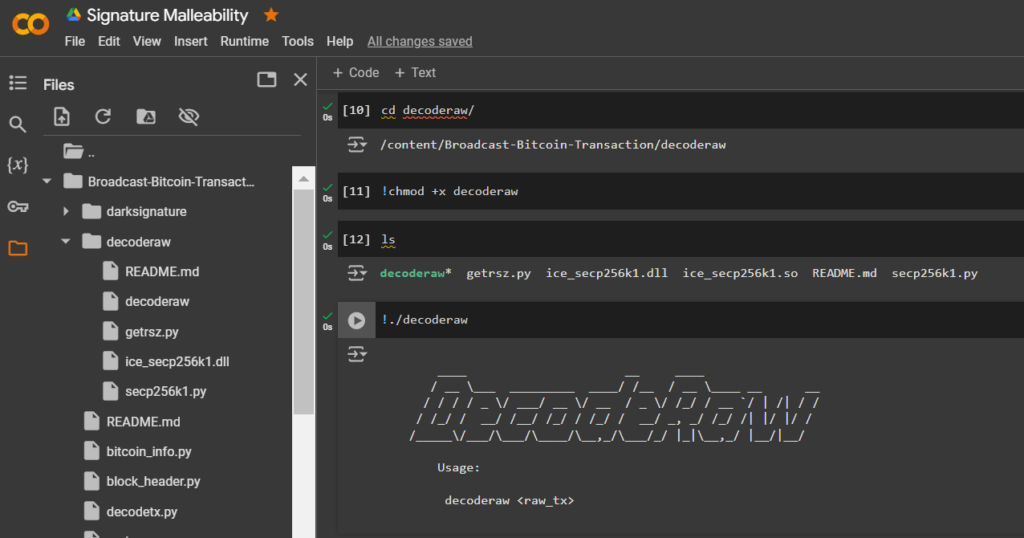 Signature Malleability
File Edit View Insert Runtime Tools Help All changes saved
Files
+ Code + Text
..
Broadcast-Bitcoin-Transact...
darksignature
decoderaw
README.md
decoderaw
getrsz.py
ice_secp256k1.dll
secp256k1.py
README.md
bitcoin_info.py
block_header.py
decodetx.py
0s [10] cd decoderaw/
/content/Broadcast-Bitcoin-Transaction/decoderaw
0s [11] !chmod +x decoderaw
0s [12] ls
decoderaw* getrsz.py ice_secp256k1.dll ice_secp256k1.so README.md secp256k1.py
0s !./decoderaw
DecodeRaw
Usage:
decoderaw <raw_tx>